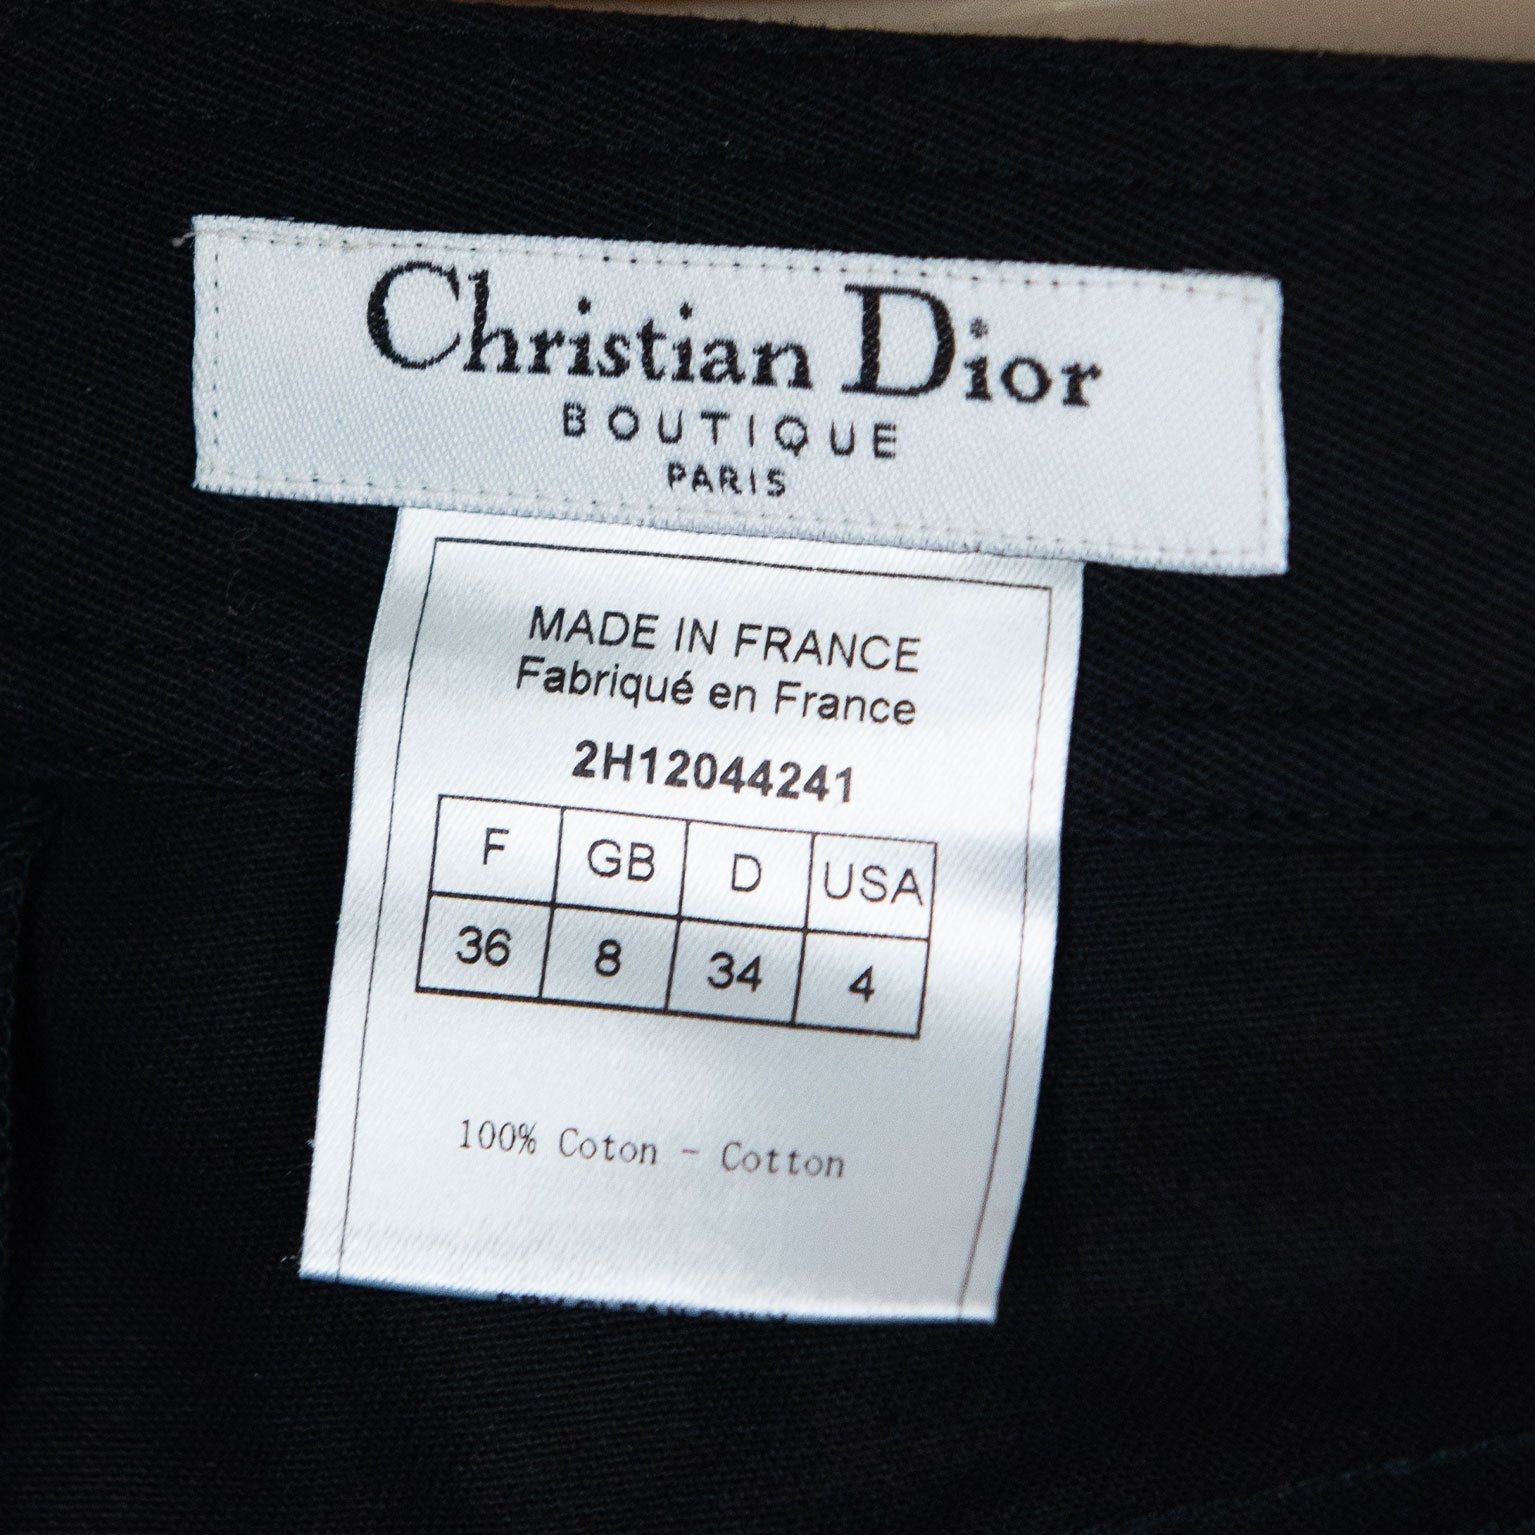 Christian Dior
BOUTIQUE
PARIS
MADE IN FRANCE
Fabriqué en France
2H12044241
F GB D USA
36 8 34 4
100% Coton - Cotton